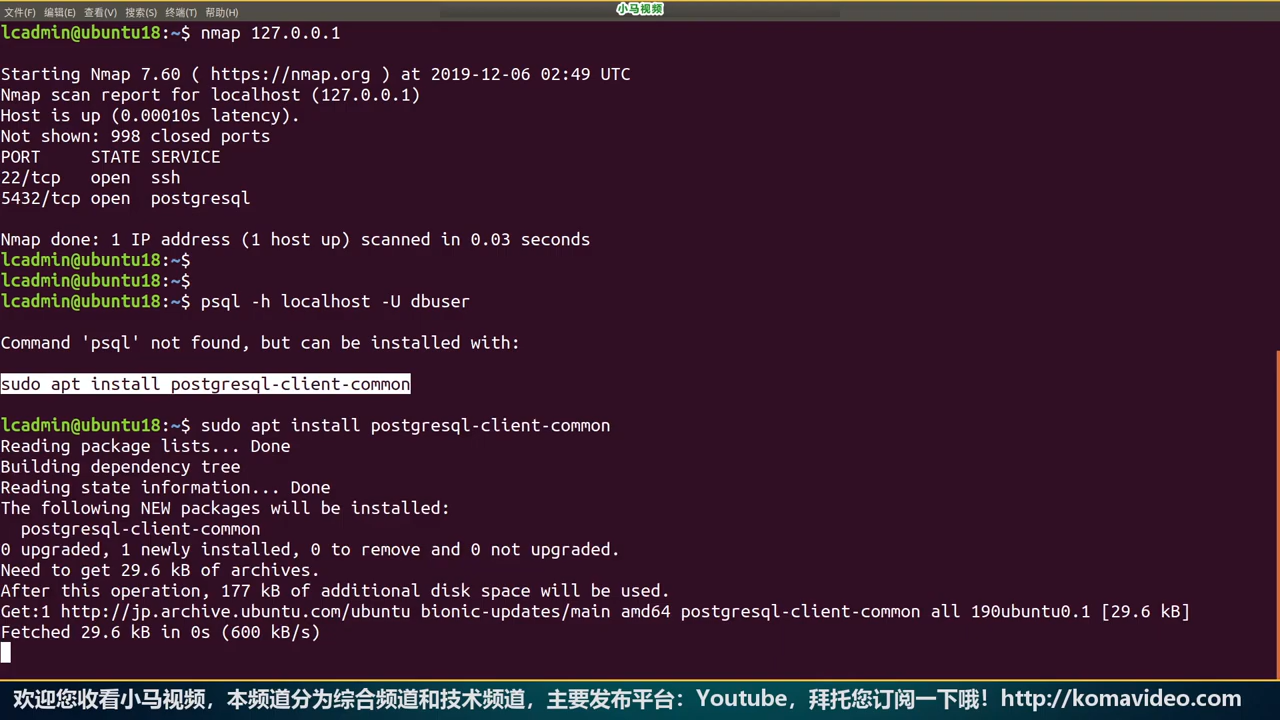 小马视频
文件(F) 编辑(E) 查看(V) 搜索(S) 终端(T) 帮助(H)
lcadmin@ubuntu18:~$ nmap 127.0.0.1
Starting Nmap 7.60 ( https://nmap.org ) at 2019-12-06 02:49 UTC
Nmap scan report for localhost (127.0.0.1)
Host is up (0.00010s latency).
Not shown: 998 closed ports
PORT     STATE SERVICE
22/tcp   open  ssh
5432/tcp open  postgresql
Nmap done: 1 IP address (1 host up) scanned in 0.03 seconds
lcadmin@ubuntu18:~$
lcadmin@ubuntu18:~$
lcadmin@ubuntu18:~$ psql -h localhost -U dbuser
Command 'psql' not found, but can be installed with:
sudo apt install postgresql-client-common
lcadmin@ubuntu18:~$ sudo apt install postgresql-client-common
Reading package lists... Done
Building dependency tree
Reading state information... Done
The following NEW packages will be installed:
  postgresql-client-common
0 upgraded, 1 newly installed, 0 to remove and 0 not upgraded.
Need to get 29.6 kB of archives.
After this operation, 177 kB of additional disk space will be used.
Get:1 http://jp.archive.ubuntu.com/ubuntu bionic-updates/main amd64 postgresql-client-common all 190ubuntu0.1 [29.6 kB]
Fetched 29.6 kB in 0s (600 kB/s)
欢迎您收看小马视频，本频道分为综合频道和技术频道，主要发布平台：Youtube，拜托您订阅一下哦！http://komavideo.com